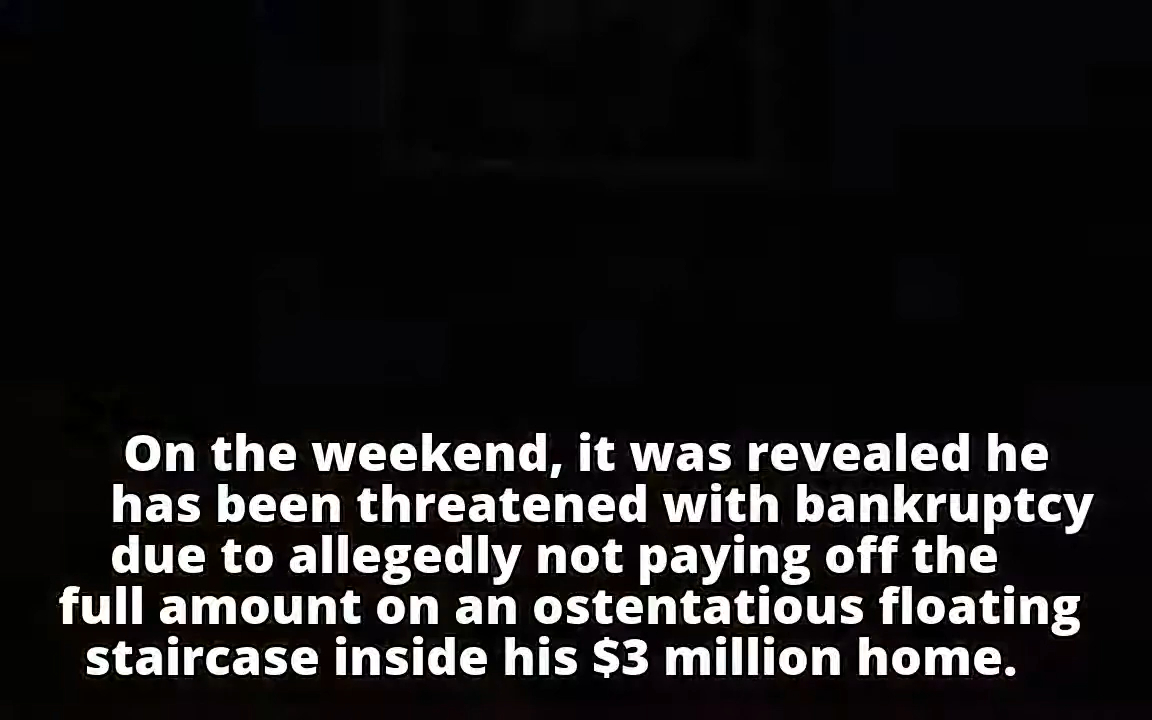 On the weekend, it was revealed he
has been threatened with bankruptcy
due to allegedly not paying off the
full amount on an ostentatious floating
staircase inside his $3 million home.